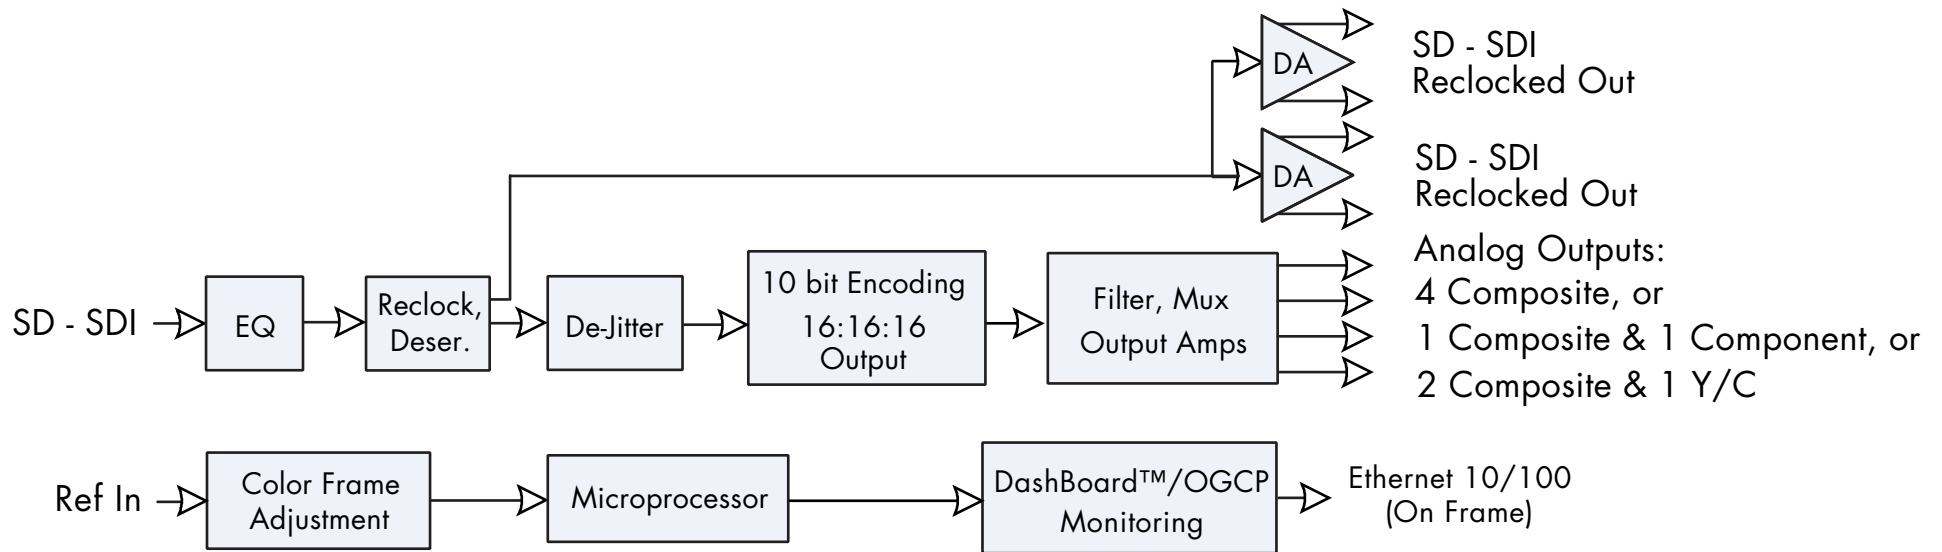 DA
SD - SDI
Reclocked Out
DA
SD - SDI
Reclocked Out
SD - SDI
EQ
Reclock,
Deser.
De-Jitter
10 bit Encoding
16:16:16
Output
Filter, Mux
Output Amps
Analog Outputs:
4 Composite, or
1 Composite & 1 Component, or
2 Composite & 1 Y/C
Ref In
Color Frame
Adjustment
Microprocessor
DashBoard™/OGCP
Monitoring
Ethernet 10/100
(On Frame)